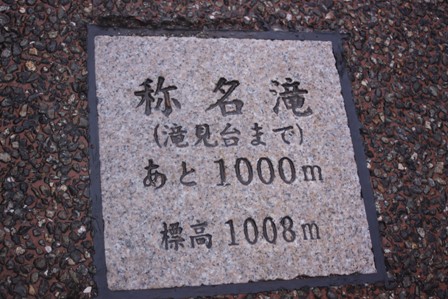 称名滝
(滝見台まで)
あと1000m
標高1008m